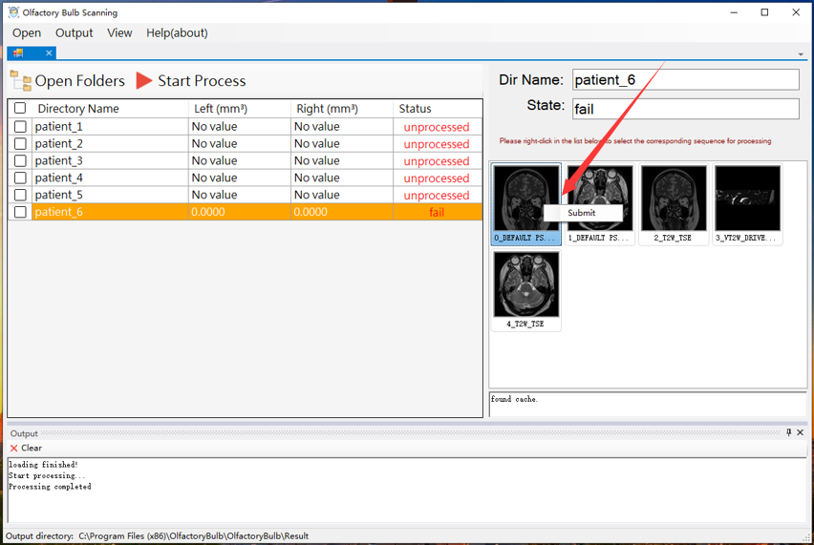 Olfactory Bulb Scanning
Open Output View Help(about)
Open Folders Start Process
Directory Name Left (mm³) Right (mm³) Status
patient_1 No value No value unprocessed
patient_2 No value No value unprocessed
patient_3 No value No value unprocessed
patient_4 No value No value unprocessed
patient_5 No value No value unprocessed
patient_6 0.0000 0.0000 fail
Dir Name: patient_6
State: fail
Please right-click in the list below to select the corresponding sequence for processing
Submit
0_DEFAULT PS... 1_DEFAULT PS... 2_T2W_TSE 3_VT2W_DRIVE...
4_T2W_TSE
found cache.
Output
Clear
loading finished!
Start processing...
Processing completed
Output directory: C:\Program Files (x86)\OlfactoryBulb\OlfactoryBulb\Result